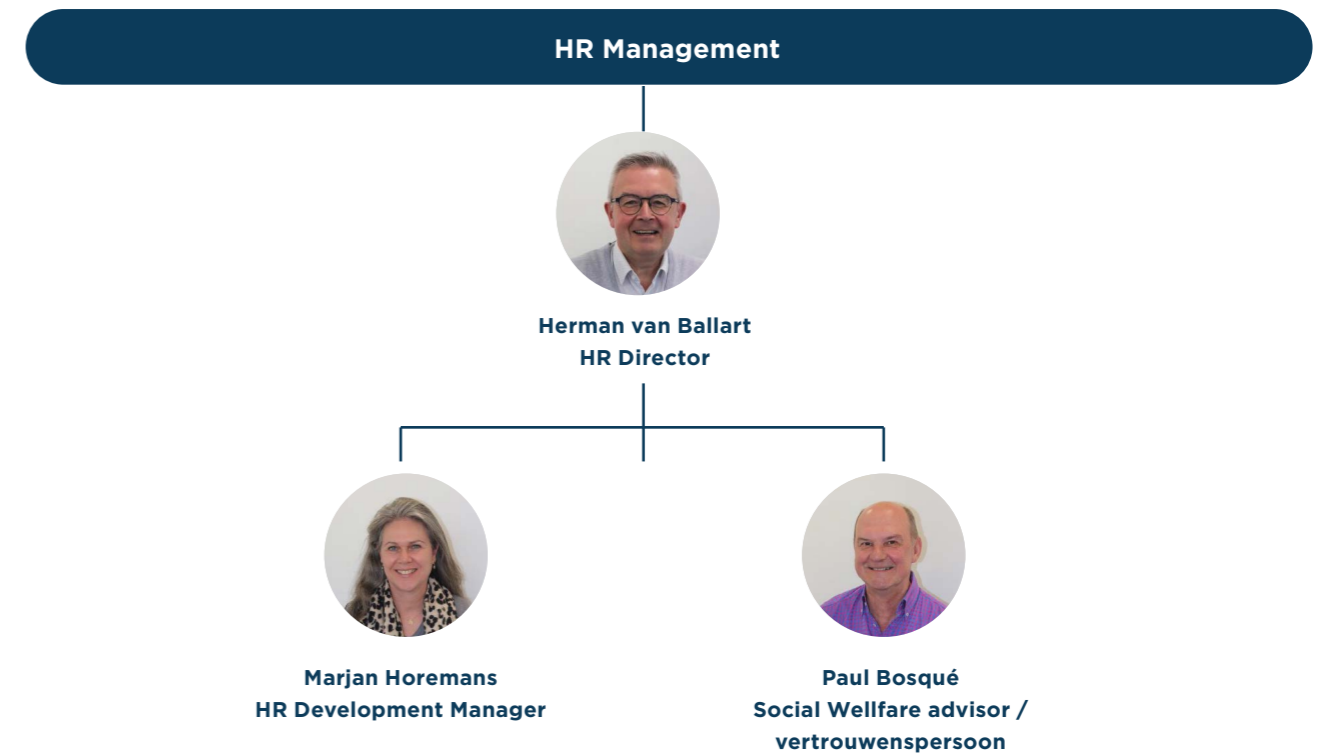 HR Management
Herman van Ballart
HR Director
Marjan Horemans
HR Development Manager
Paul Bosqué
Social Wellfare advisor /
vertrouwenspersoon